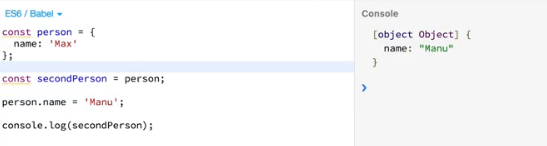 ES6 / Babel
const person = {
  name: 'Max'
};
const secondPerson = person;
person.name = 'Manu';
console.log(secondPerson);
Console
[object Object] {
  name: "Manu"
}